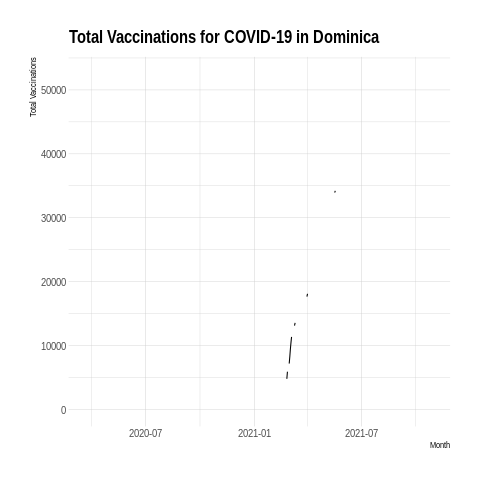 Total Vaccinations for COVID-19 in Dominica
Total Vaccinations
50000
40000
30000
20000
10000
0
2020-07 2021-01 2021-07
Month